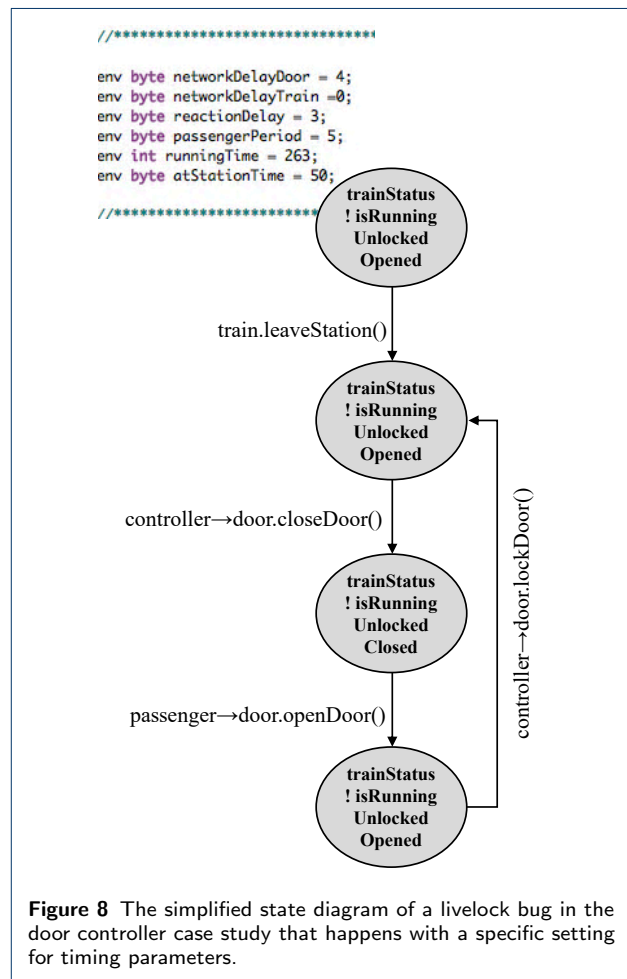 //*******************************
env byte networkDelayDoor = 4;
env byte networkDelayTrain =0;
env byte reactionDelay = 3;
env byte passengerPeriod = 5;
env int runningTime = 263;
env byte atStationTime = 50;
//*******************************
trainStatus
! isRunning
Unlocked
Opened
train.leaveStation()
trainStatus
! isRunning
Unlocked
Opened
controller→door.closeDoor()
trainStatus
! isRunning
Unlocked
Closed
controller→door.lockDoor()
passenger→door.openDoor()
trainStatus
! isRunning
Unlocked
Opened
Figure 8 The simplified state diagram of a livelock bug in the
door controller case study that happens with a specific setting
for timing parameters.